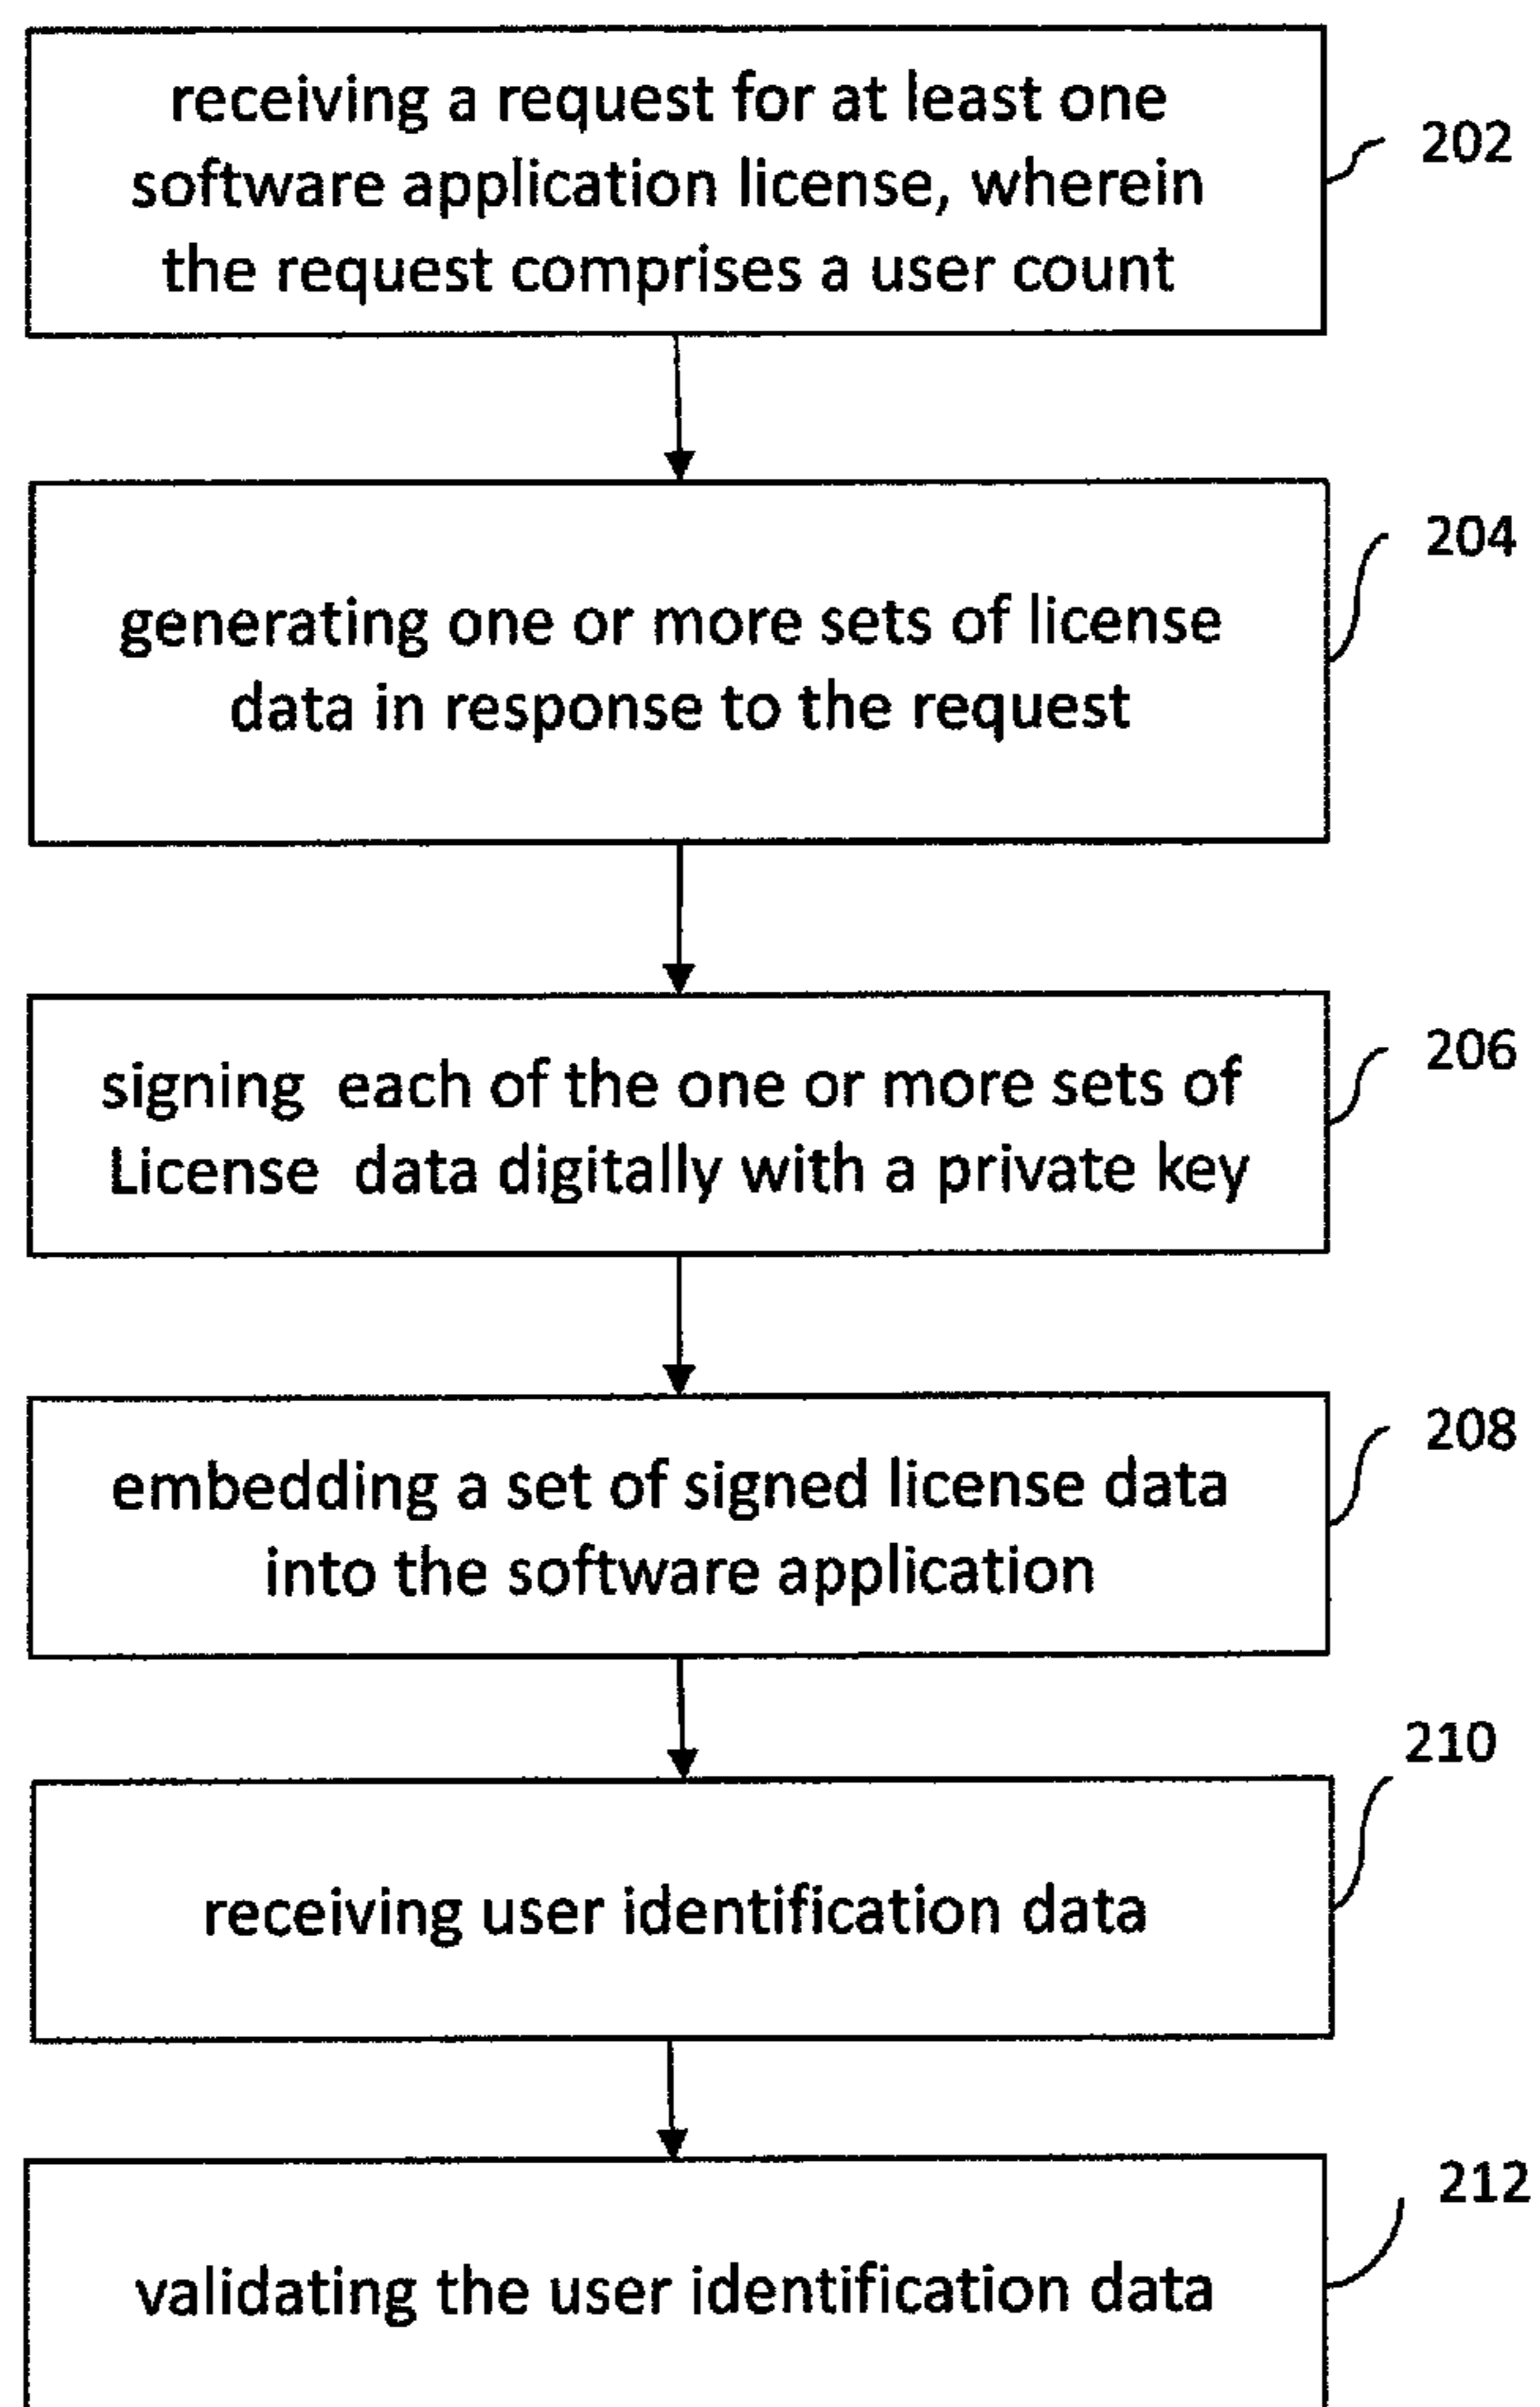 receiving a request for at least one
software application license, wherein
the request comprises a user count
202
generating one or more sets of license
data in response to the request
204
signing each of the one or more sets of
License data digitally with a private key
206
embedding a set of signed license data
into the software application
208
receiving user identification data
210
validating the user identification data
212